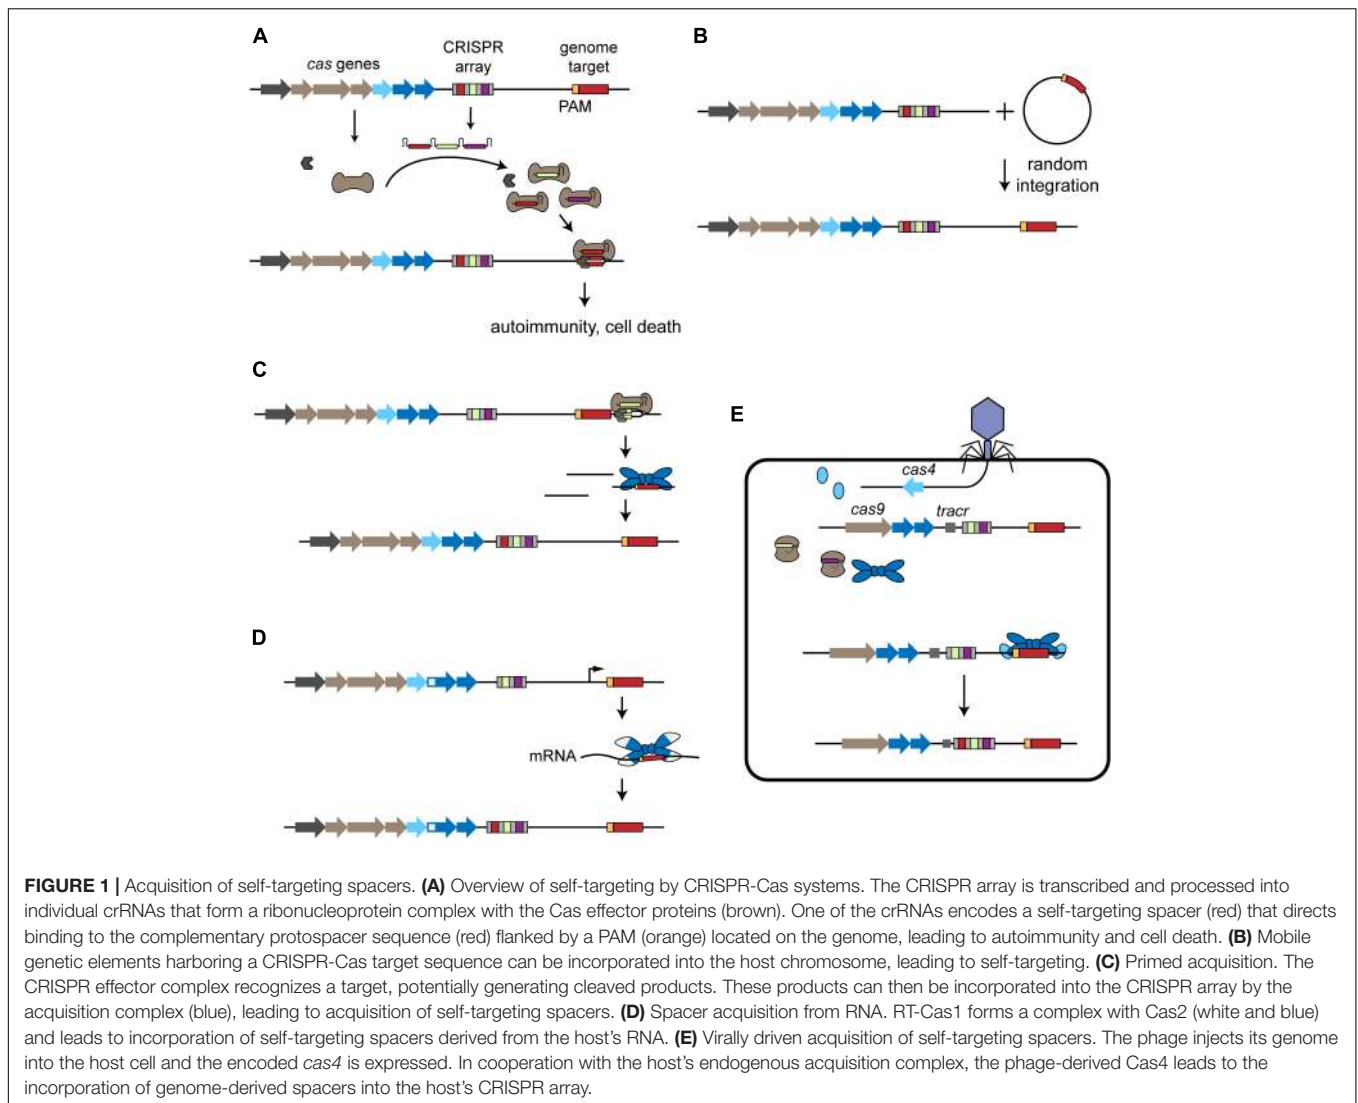 A
cas genes
CRISPR
array
genome
target
PAM
autoimmunity, cell death
B
+
random
integration
C
D
mRNA
E
cas4
cas9
tracr
FIGURE 1 | Acquisition of self-targeting spacers. (A) Overview of self-targeting by CRISPR-Cas systems. The CRISPR array is transcribed and processed into
individual crRNAs that form a ribonucleoprotein complex with the Cas effector proteins (brown). One of the crRNAs encodes a self-targeting spacer (red) that directs
binding to the complementary protospacer sequence (red) flanked by a PAM (orange) located on the genome, leading to autoimmunity and cell death. (B) Mobile
genetic elements harboring a CRISPR-Cas target sequence can be incorporated into the host chromosome, leading to self-targeting. (C) Primed acquisition. The
CRISPR effector complex recognizes a target, potentially generating cleaved products. These products can then be incorporated into the CRISPR array by the
acquisition complex (blue), leading to acquisition of self-targeting spacers. (D) Spacer acquisition from RNA. RT-Cas1 forms a complex with Cas2 (white and blue)
and leads to incorporation of self-targeting spacers derived from the host's RNA. (E) Virally driven acquisition of self-targeting spacers. The phage injects its genome
into the host cell and the encoded cas4 is expressed. In cooperation with the host's endogenous acquisition complex, the phage-derived Cas4 leads to the
incorporation of genome-derived spacers into the host's CRISPR array.